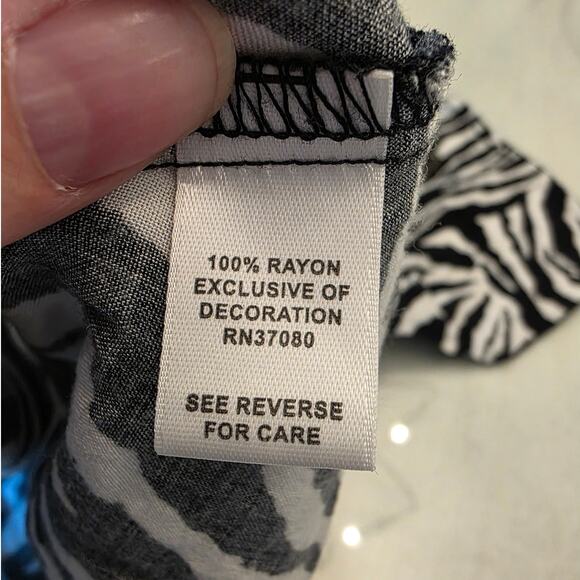 100% RAYON
EXCLUSIVE OF
DECORATION
RN37080
SEE REVERSE
FOR CARE